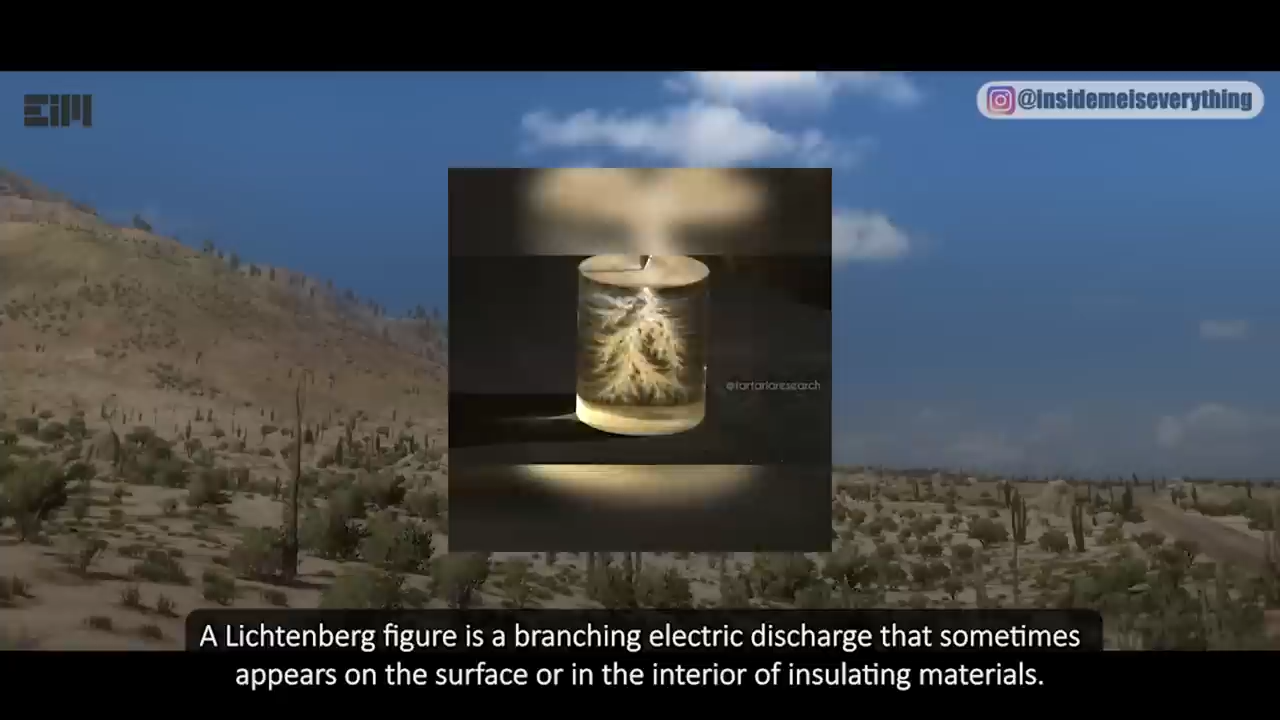 EiM
@insidemeiseverything
@tartariaresearch
A Lichtenberg figure is a branching electric discharge that sometimes
appears on the surface or in the interior of insulating materials.